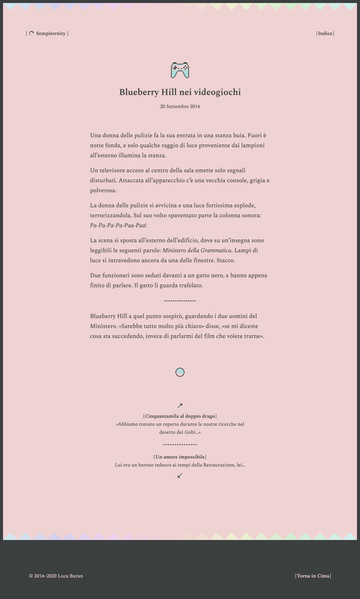 [ Sempiternity ]
[Indice]
Blueberry Hill nei videogiochi
20 Settembre 2014
Una donna delle pulizie fa la sua entrata in una stanza buia. Fuori è
notte fonda, e solo qualche raggio di luce proveniente dai lampioni
all'esterno illumina la stanza.
Un televisore acceso al centro della sala emette solo segnali
disturbati. Attaccata all'apparecchio c'è una vecchia console, grigia e
polverosa.
La donna delle pulizie si avvicina e una luce fortissima esplode,
terrorizzandola. Sul suo volto spaventato parte la colonna sonora:
Pa-Pa-Pa-Pa-Paa-Paa!
La scena si sposta all'esterno dell'edificio, dove su un'insegna sono
leggibili le seguenti parole: Ministero della Grammatica. Lampi di
luce si intravedono ancora da una delle finestre. Stacco.
Due funzionari sono seduti davanti a un gatto nero, e hanno appena
finito di parlare. Il gatto li guarda trafelato.
---------------
Blueberry Hill a quel punto sospirò, guardando i due uomini del
Ministero. «Sarebbe tutto molto più chiaro» disse, «se mi diceste
cosa sta succedendo, invece di parlarmi del film che volete trarne».
↗
[Cinquantamila al doppio drago]
«Abbiamo trovato un reperto durante le nostre ricerche nel
deserto dei Gobi...»
---------------
[Un amore impossibile]
Lui era un barone tedesco ai tempi della Restaurazione, lei...
↙
© 2014-2020 Luca Buran
[Torna in Cima]